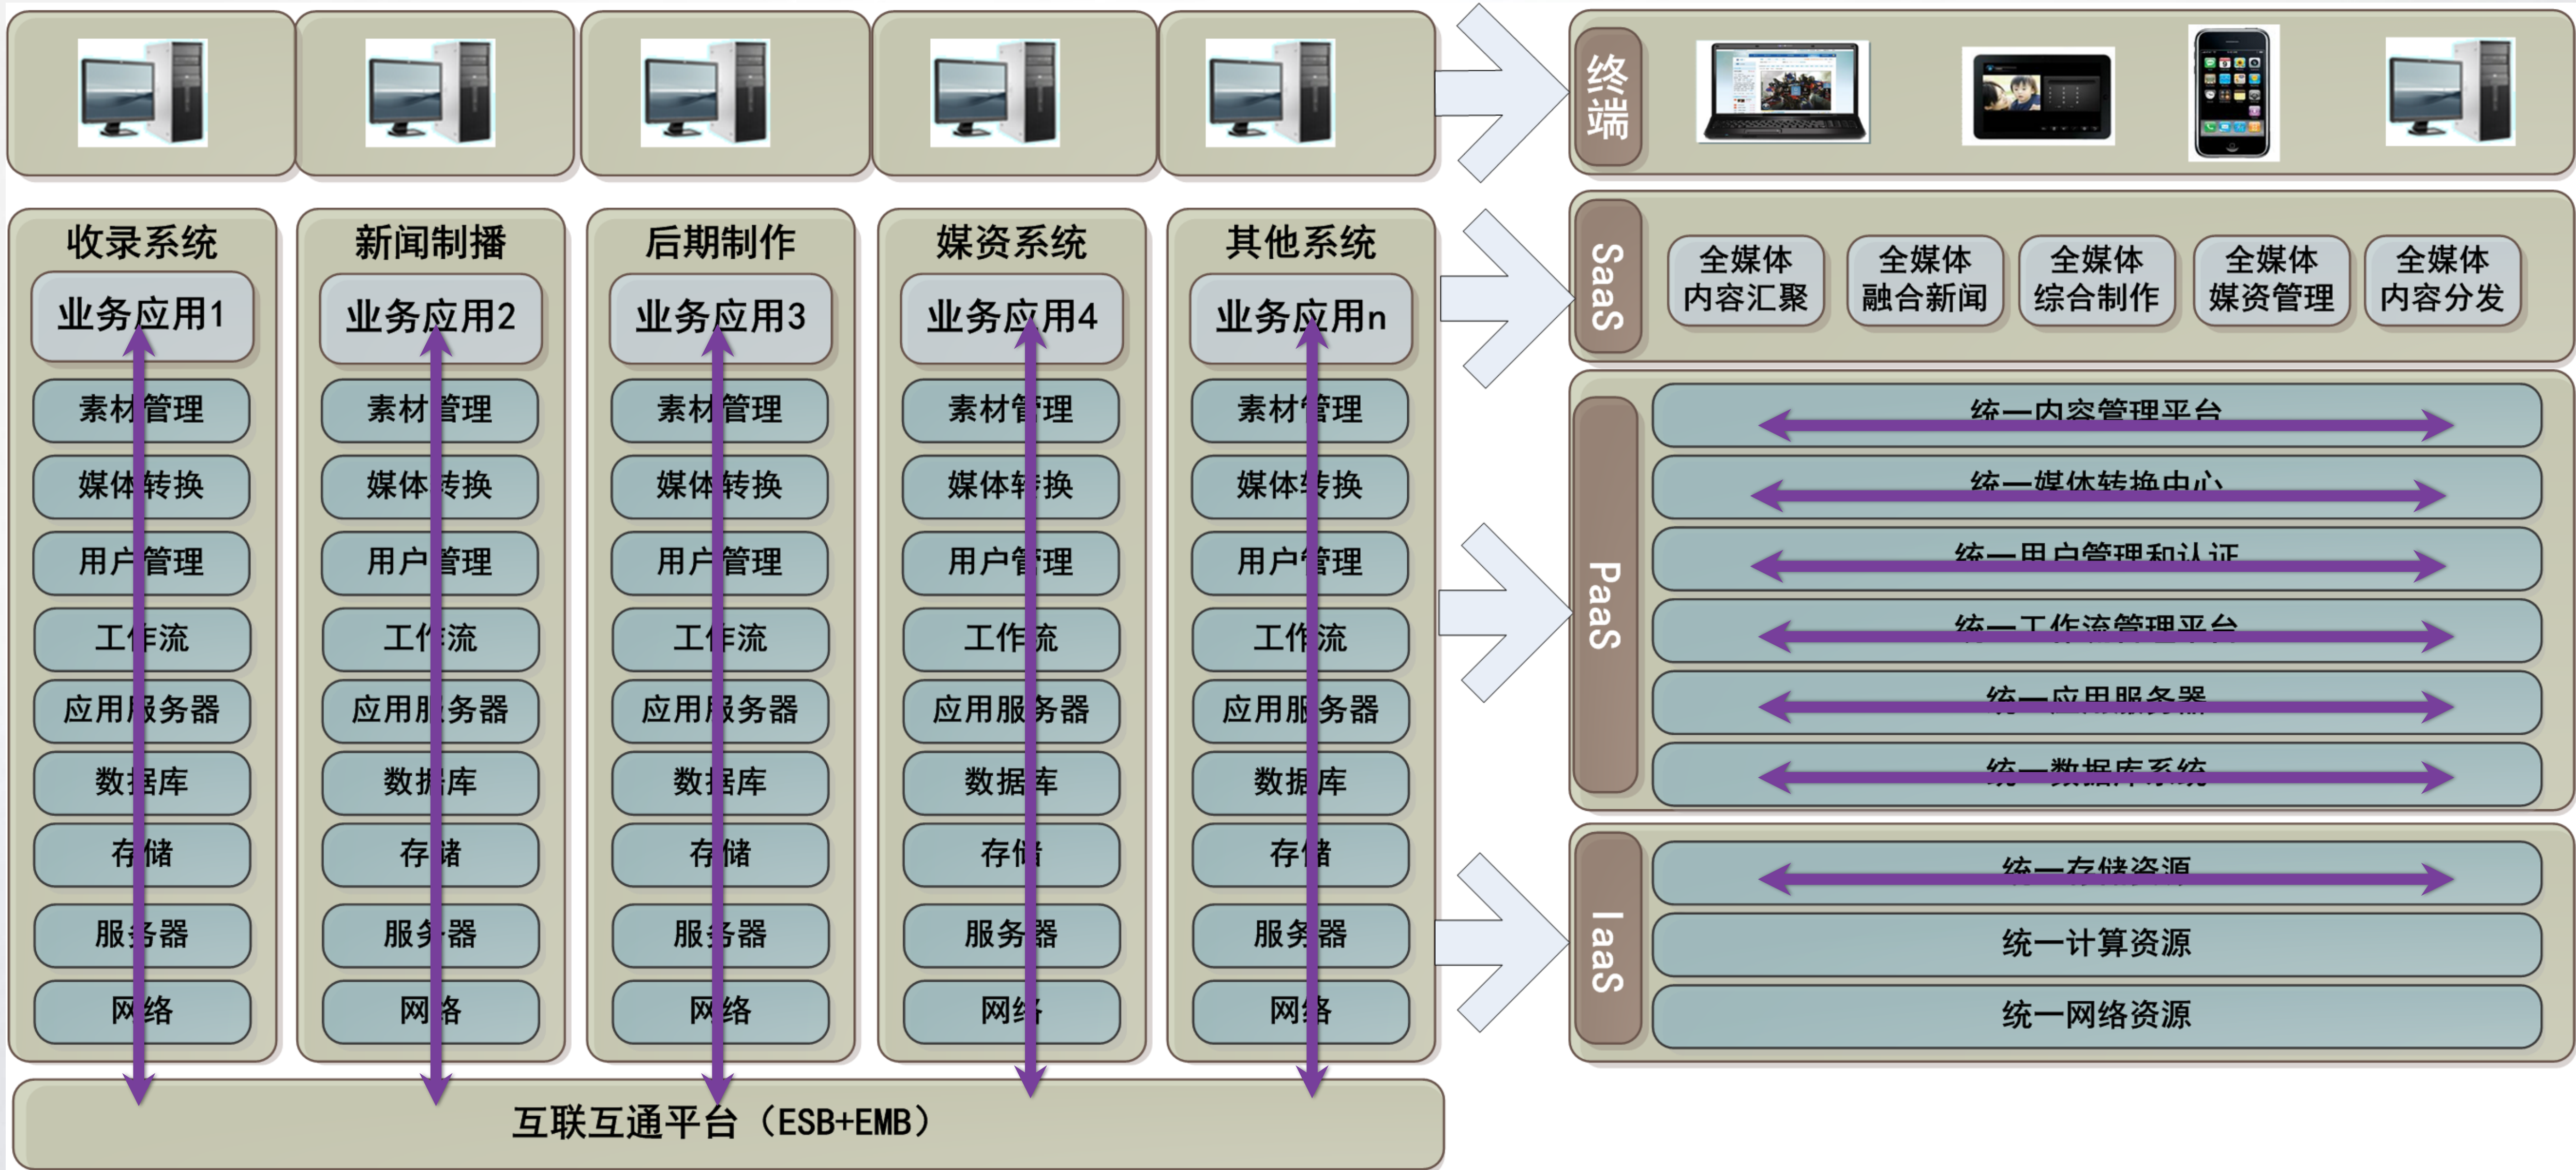 收录系统
业务应用1
素材管理
媒体转换
用户管理
工作流
应用服务器
数据库
存储
服务器
网络
新闻制播
业务应用2
素材管理
媒体转换
用户管理
工作流
应用服务器
数据库
存储
服务器
网络
后期制作
业务应用3
素材管理
媒体转换
用户管理
工作流
应用服务器
数据库
存储
服务器
网络
媒资系统
业务应用4
素材管理
媒体转换
用户管理
工作流
应用服务器
数据库
存储
服务器
网络
其他系统
业务应用n
素材管理
媒体转换
用户管理
工作流
应用服务器
数据库
存储
服务器
网络
互联互通平台（ESB+EMB）
终端
SaaS
全媒体
内容汇聚
全媒体
融合新闻
全媒体
综合制作
全媒体
媒资管理
全媒体
内容分发
PaaS
统一内容管理平台
统一媒体转换中心
统一用户管理和认证
统一工作流管理平台
统一应用服务器
统一数据库系统
IaaS
统一存储资源
统一计算资源
统一网络资源